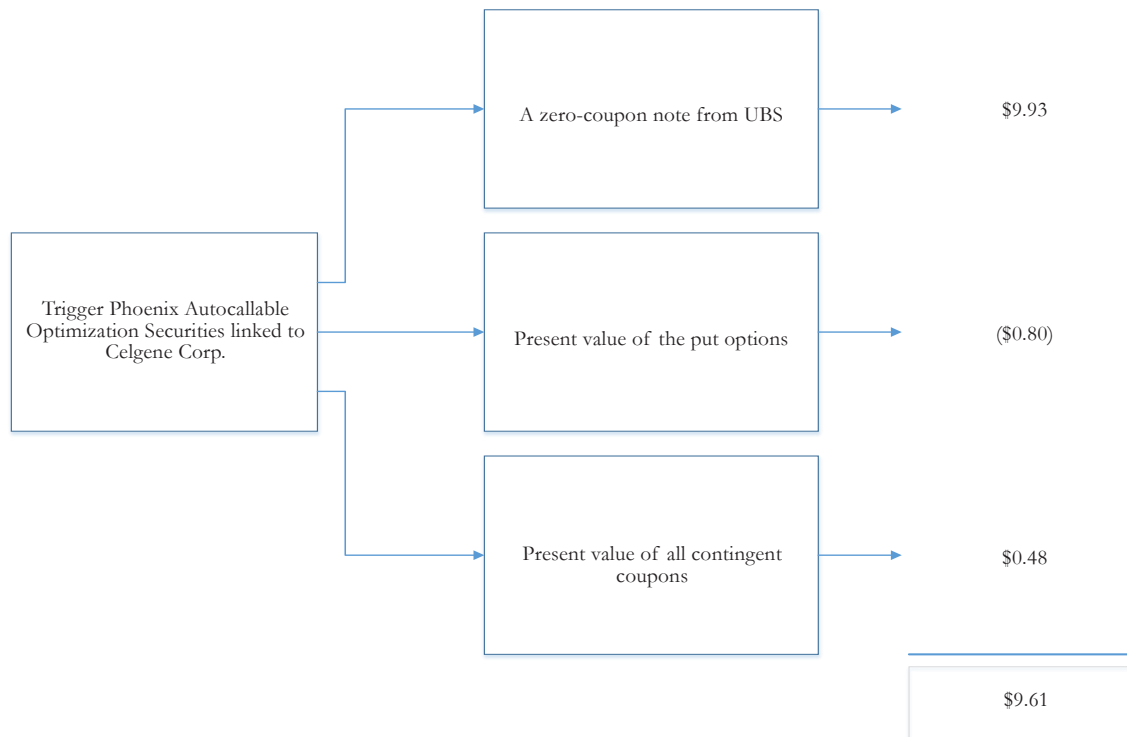 A zero-coupon note from UBS
$9.93
Trigger Phoenix Autocallable
Optimization Securities linked to
Celgene Corp.
Present value of the put options
($0.80)
Present value of all contingent
coupons
$0.48
$9.61